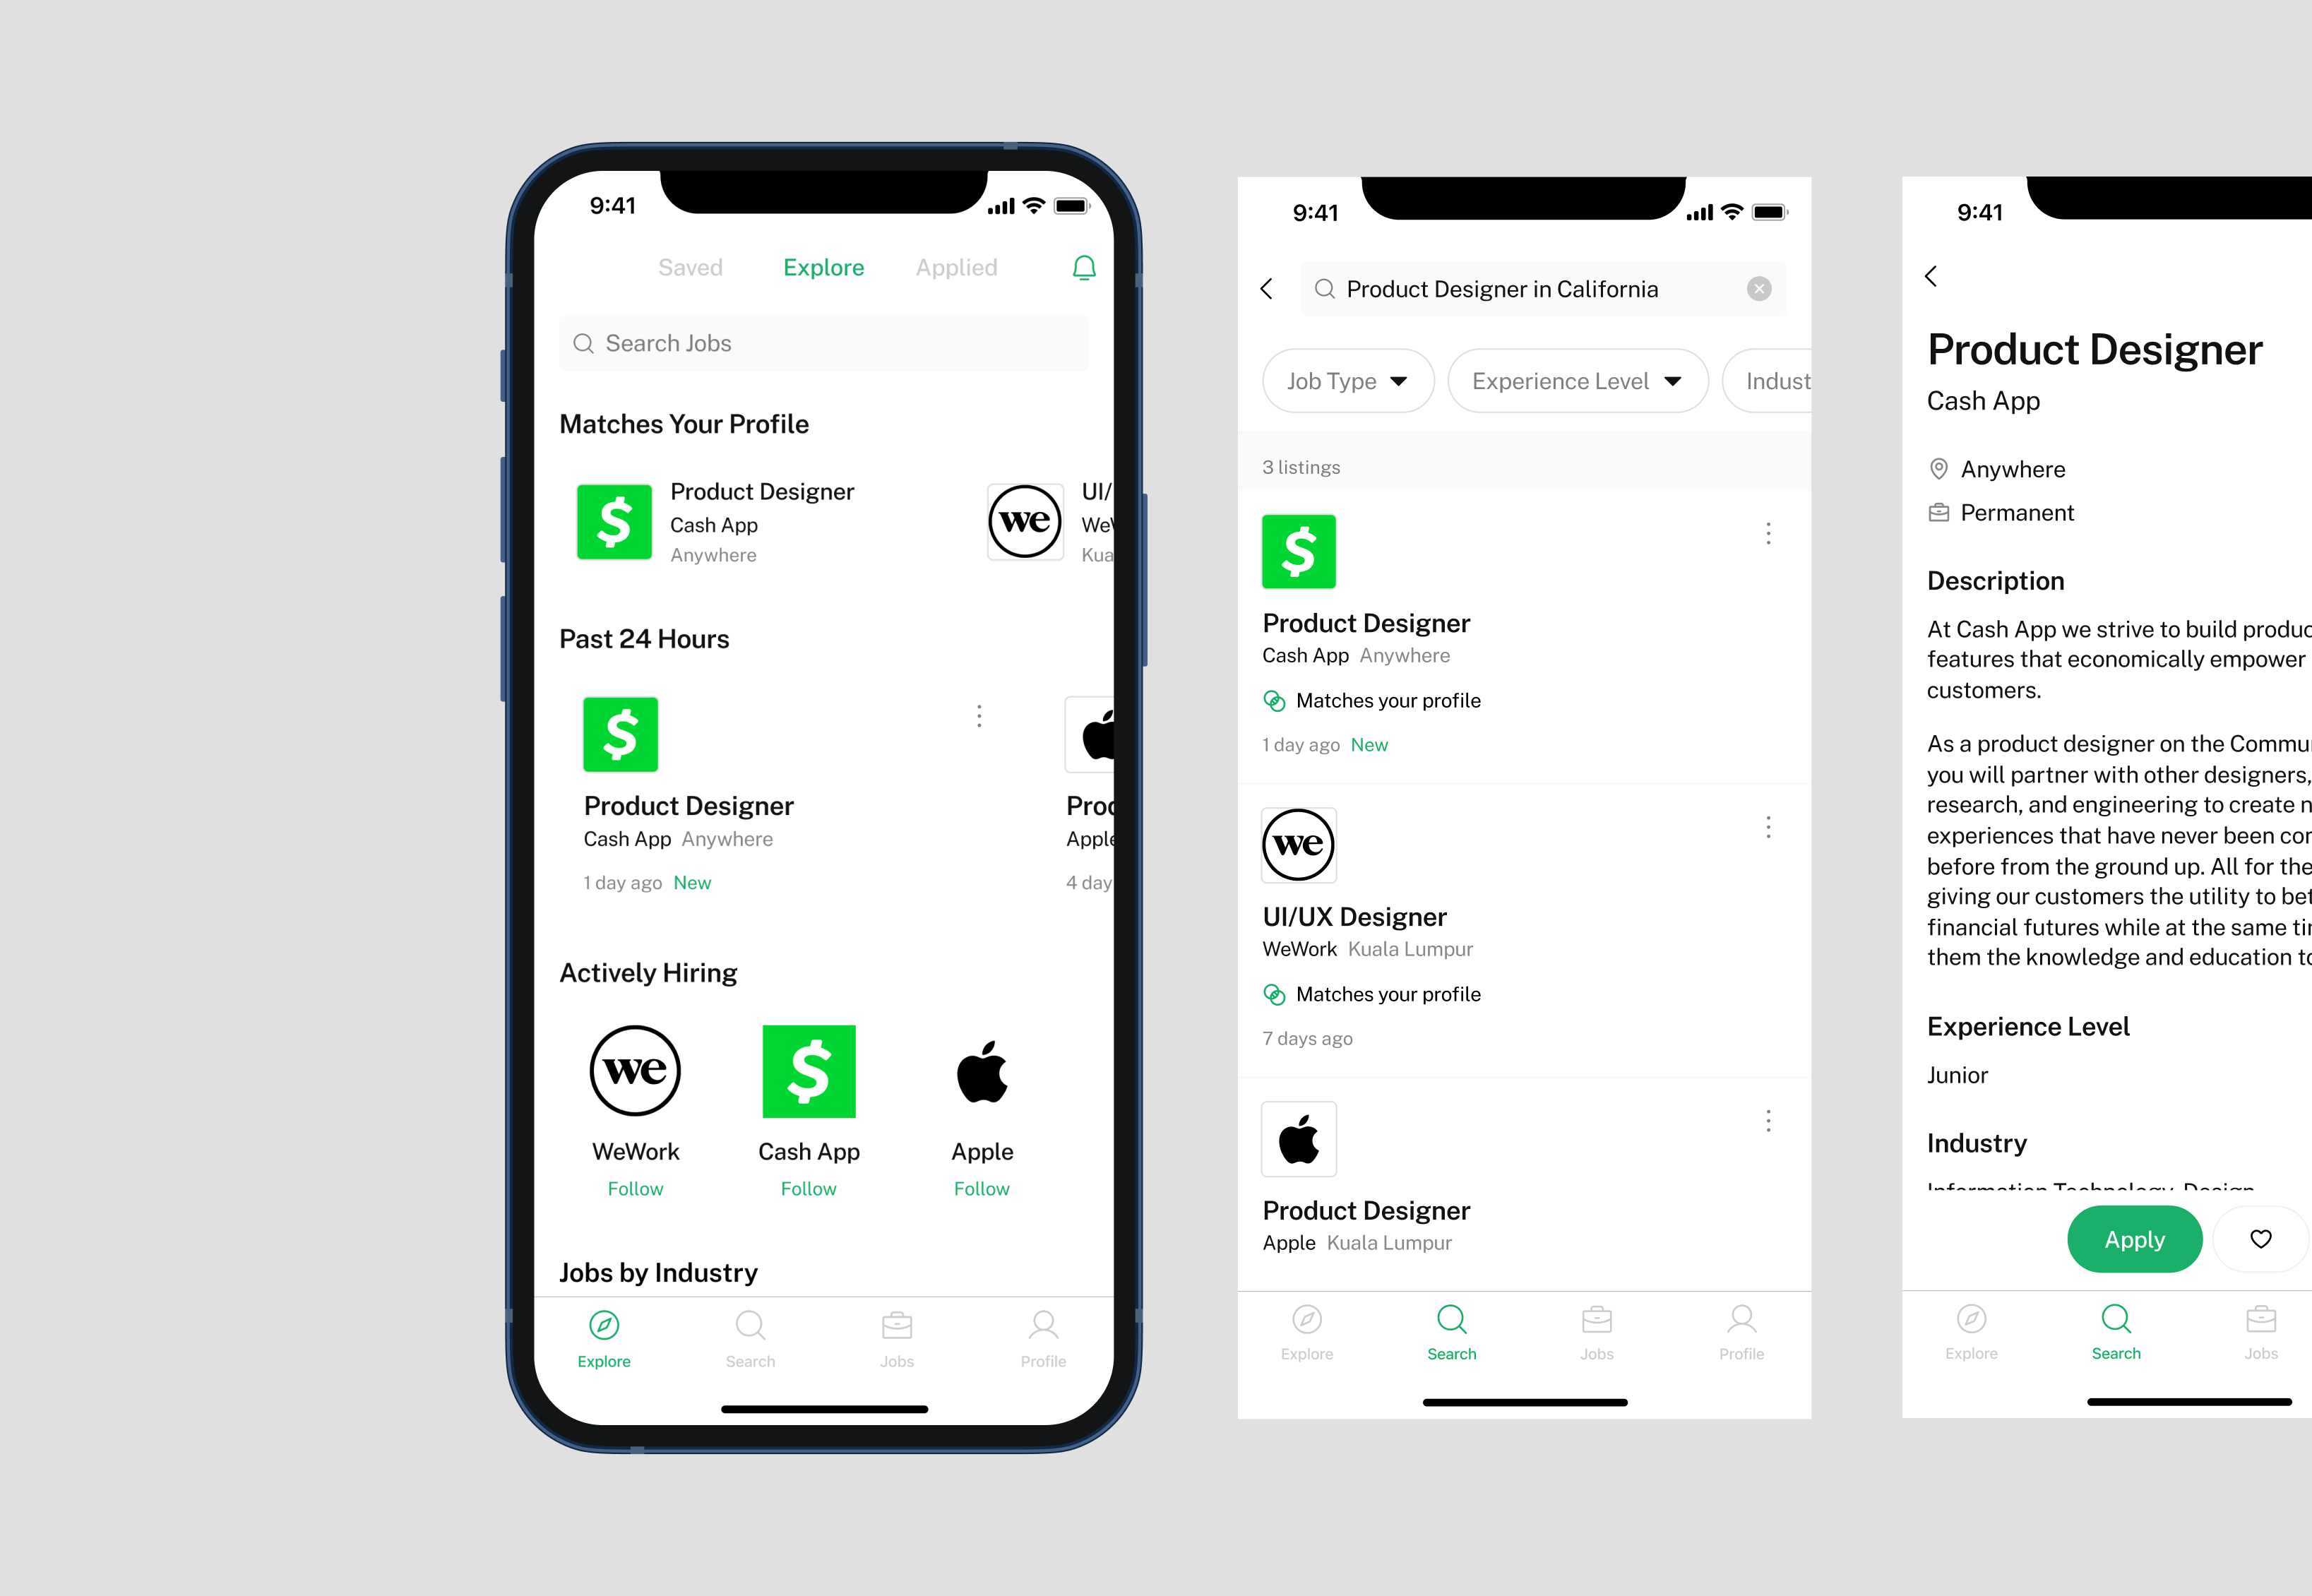 9:41
Saved Explore Applied
Search Jobs
Matches Your Profile
Product Designer
Cash App
Anywhere
we
UI/
We
Kua
Past 24 Hours
Product Designer
Cash App Anywhere
1 day ago New
Prod
Apple
4 day
Actively Hiring
we
WeWork
Follow
Cash App
Follow
Apple
Follow
Jobs by Industry
Explore Search Jobs Profile
9:41
Product Designer in California
Job Type Experience Level Indust
3 listings
Product Designer
Cash App Anywhere
Matches your profile
1 day ago New
we
UI/UX Designer
WeWork Kuala Lumpur
Matches your profile
7 days ago
Product Designer
Apple Kuala Lumpur
Explore Search Jobs Profile
9:41
Product Designer
Cash App
Anywhere
Permanent
Description
At Cash App we strive to build produc
features that economically empower
customers.
As a product designer on the Commu
you will partner with other designers,
research, and engineering to create n
experiences that have never been co
before from the ground up. All for the
giving our customers the utility to bet
financial futures while at the same ti
them the knowledge and education to
Experience Level
Junior
Industry
Information Technology, Design
Apply
Explore Search Jobs